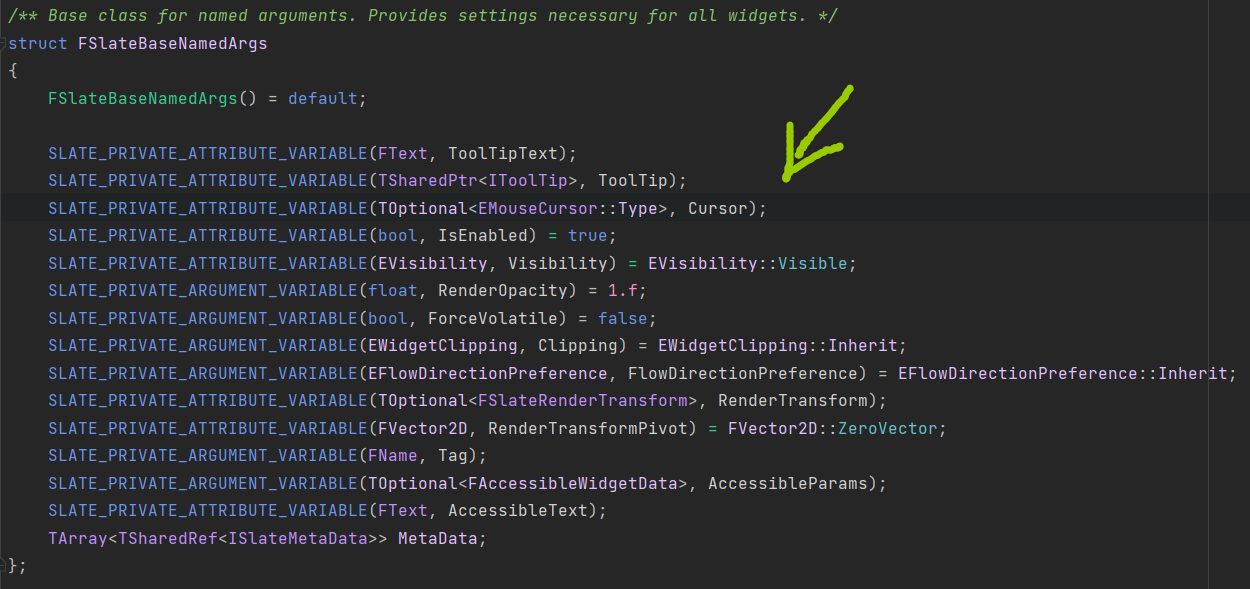 /** Base class for named arguments. Provides settings necessary for all widgets. */
struct FSlateBaseNamedArgs
{
    FSlateBaseNamedArgs() = default;

    SLATE_PRIVATE_ATTRIBUTE_VARIABLE(FText, ToolTipText);
    SLATE_PRIVATE_ATTRIBUTE_VARIABLE(TSharedPtr<IToolTip>, ToolTip);
    SLATE_PRIVATE_ATTRIBUTE_VARIABLE(TOptional<EMouseCursor::Type>, Cursor);
    SLATE_PRIVATE_ATTRIBUTE_VARIABLE(bool, IsEnabled) = true;
    SLATE_PRIVATE_ATTRIBUTE_VARIABLE(EVisibility, Visibility) = EVisibility::Visible;
    SLATE_PRIVATE_ARGUMENT_VARIABLE(float, RenderOpacity) = 1.f;
    SLATE_PRIVATE_ARGUMENT_VARIABLE(bool, ForceVolatile) = false;
    SLATE_PRIVATE_ARGUMENT_VARIABLE(EWidgetClipping, Clipping) = EWidgetClipping::Inherit;
    SLATE_PRIVATE_ARGUMENT_VARIABLE(EFlowDirectionPreference, FlowDirectionPreference) = EFlowDirectionPreference::Inherit;
    SLATE_PRIVATE_ATTRIBUTE_VARIABLE(TOptional<FSlateRenderTransform>, RenderTransform);
    SLATE_PRIVATE_ATTRIBUTE_VARIABLE(FVector2D, RenderTransformPivot) = FVector2D::ZeroVector;
    SLATE_PRIVATE_ARGUMENT_VARIABLE(FName, Tag);
    SLATE_PRIVATE_ARGUMENT_VARIABLE(TOptional<FAccessibleWidgetData>, AccessibleParams);
    SLATE_PRIVATE_ATTRIBUTE_VARIABLE(FText, AccessibleText);
    TArray<TSharedRef<ISlateMetaData>> MetaData;
};